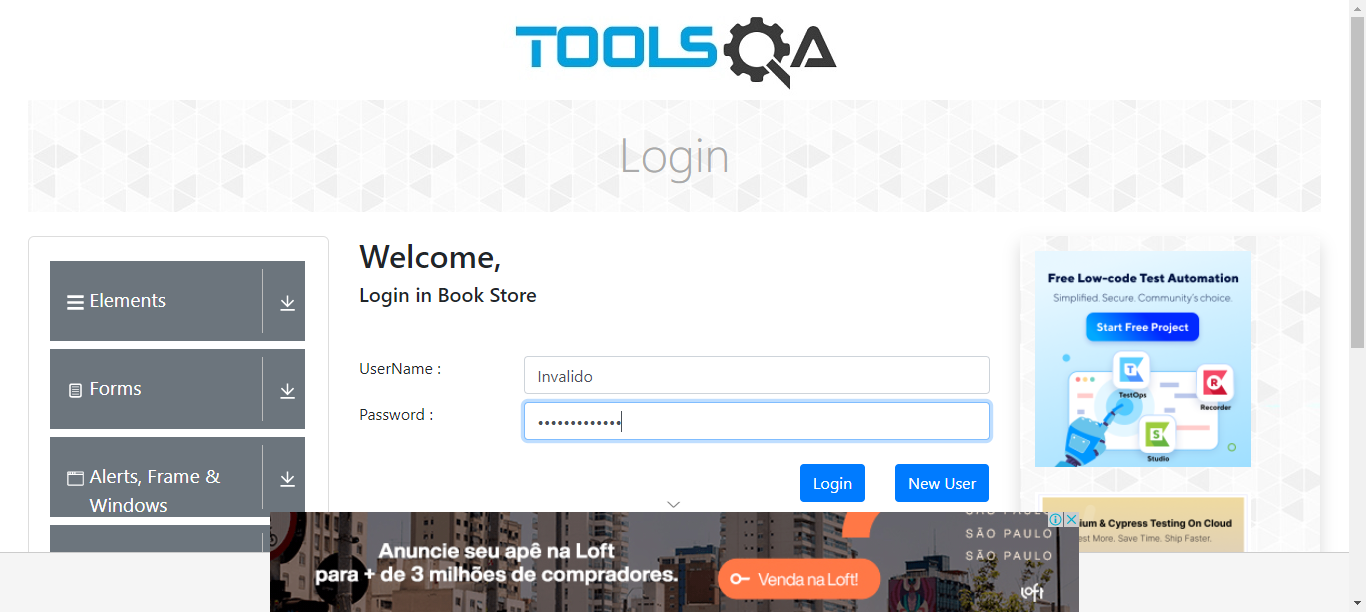 TOOLSQA
Login
Elements
Forms
Alerts, Frame &
Windows
Welcome,
Login in Book Store
UserName :
Invalido
Password :
•••••••••••••
Login
New User
Free Low-code Test Automation
Simplified. Secure. Community's choice.
Start Free Project
TestOps
Recorder
Studio
ium & Cypress Testing On Cloud
est More. Save Time. Ship Faster.
Anuncie seu apê na Loft
para + de 3 milhões de compradores.
Venda na Loft!
SÃO PAULO
SÃO PAULO
SÃO PAULO
loft